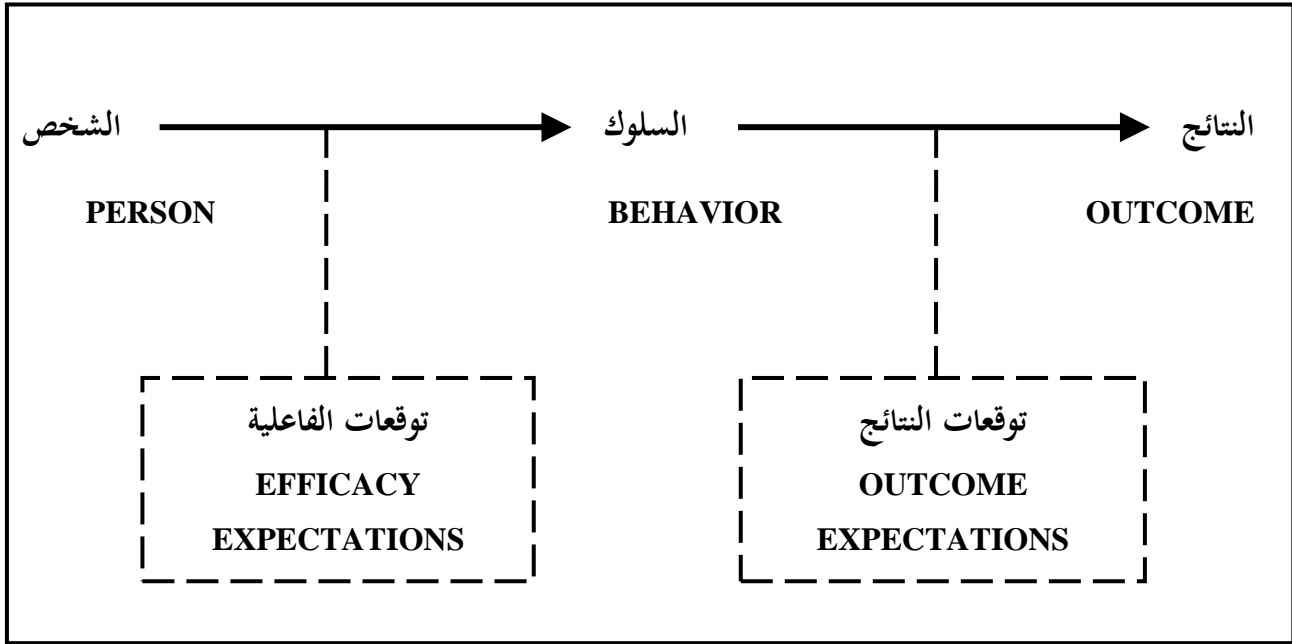 الشخص
السلوك
النتائج
PERSON
BEHAVIOR
OUTCOME
توقعات الفاعلية
EFFICACY
EXPECTATIONS
توقعات النتائج
OUTCOME
EXPECTATIONS